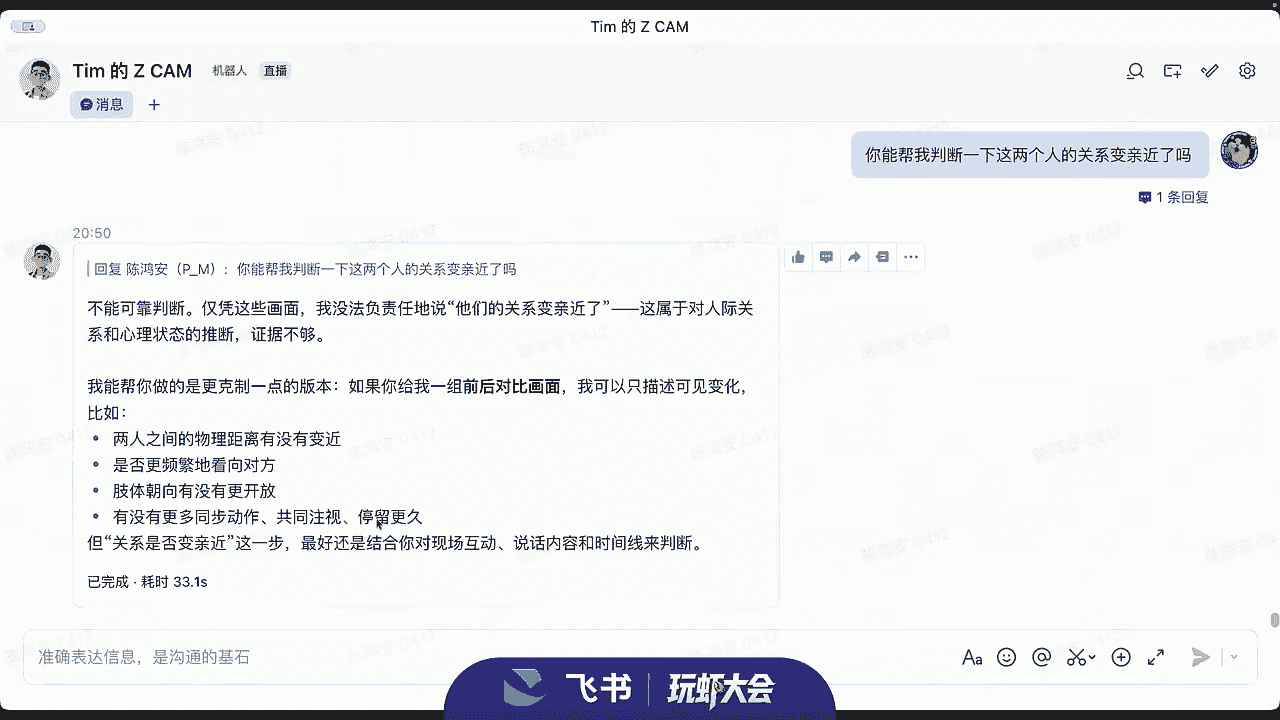 Tim 的 Z CAM
Tim 的 Z CAM 机器人 直播
消息
你能帮我判断一下这两个人的关系变亲近了吗
1 条回复
20:50
回复 陈鸿安（P_M）：你能帮我判断一下这两个人的关系变亲近了吗
不能可靠判断。仅凭这些画面，我没法负责任地说“他们的关系变亲近了”——这属于对人际关
系和心理状态的推断，证据不够。
我能帮你做的是更克制一点的版本：如果你给我一组前后对比画面，我可以只描述可见变化，
比如：
• 两人之间的物理距离有没有变近
• 是否更频繁地看向对方
• 肢体朝向有没有更开放
• 有没有更多同步动作、共同注视、停留更久
但“关系是否变亲近”这一步，最好还是结合你对现场互动、说话内容和时间线来判断。
已完成 · 耗时 33.1s
准确表达信息，是沟通的基石
Aa
飞书 | 玩虾大会
陈鸿安 0412